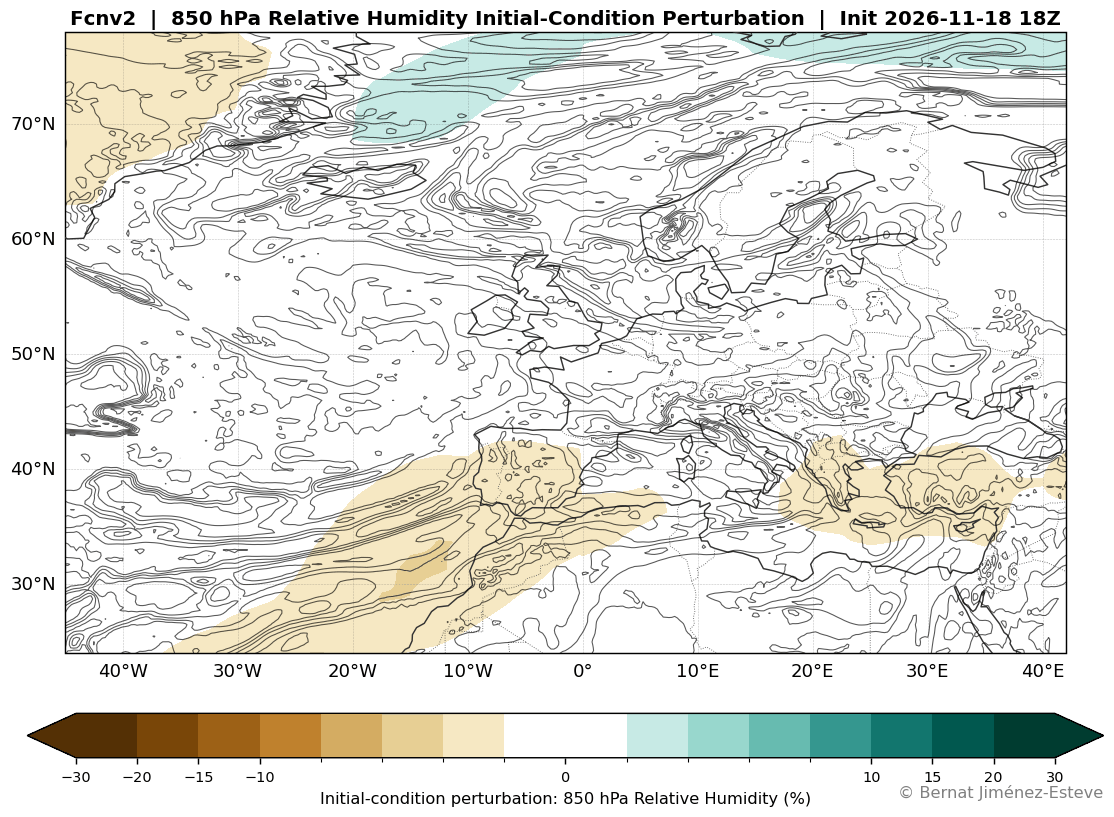 Fcnv2 | 850 hPa Relative Humidity Initial-Condition Perturbation | Init 2026-11-18 18Z
70°N
60°N
50°N
40°N
30°N
40°W 30°W 20°W 10°W 0° 10°E 20°E 30°E 40°E
−30 −20 −15 −10 0 10 15 20 30
Initial-condition perturbation: 850 hPa Relative Humidity (%)
© Bernat Jiménez-Esteve